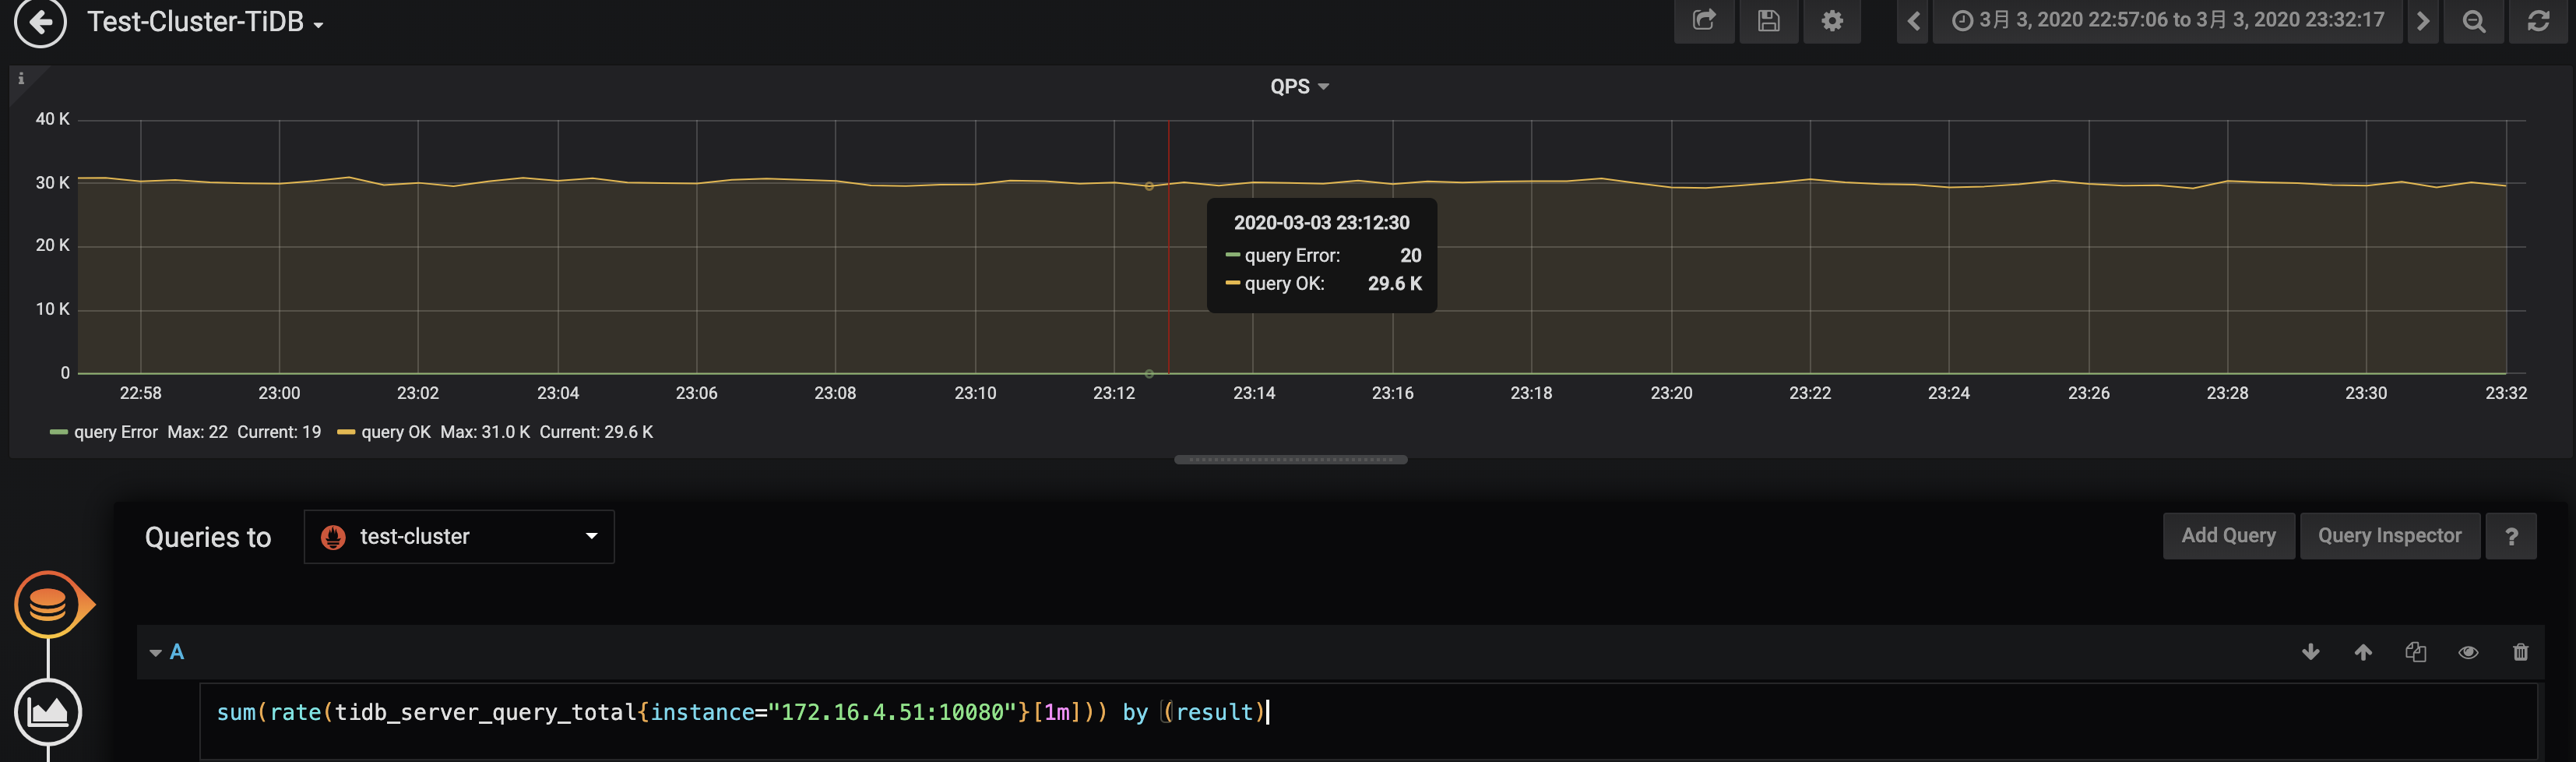 Test-Cluster-TiDB
3月 3, 2020 22:57:06 to 3月 3, 2020 23:32:17
i
QPS
40 K
30 K
20 K
10 K
0
2020-03-03 23:12:30
query Error: 20
query OK: 29.6 K
22:58 23:00 23:02 23:04 23:06 23:08 23:10 23:12 23:14 23:16 23:18 23:20 23:22 23:24 23:26 23:28 23:30 23:32
query Error Max: 22 Current: 19 query OK Max: 31.0 K Current: 29.6 K
Queries to test-cluster Add Query Query Inspector ?
A
sum(rate(tidb_server_query_total{instance="172.16.4.51:10080"}[1m])) by (result)